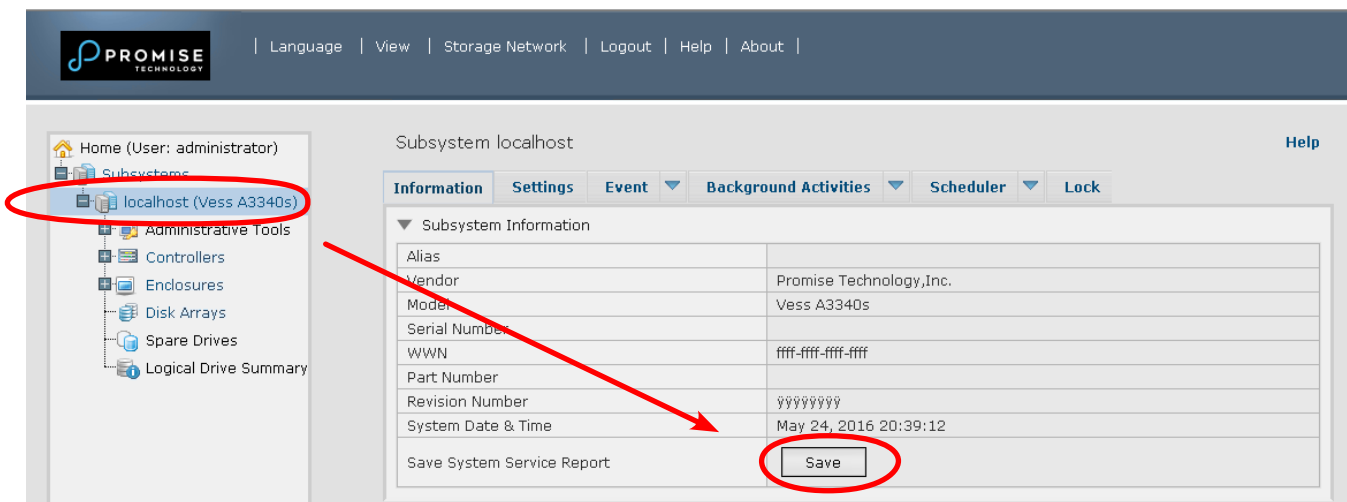 PROMISE
TECHNOLOGY
| Language | View | Storage Network | Logout | Help | About |
Home (User: administrator)
Subsystems
localhost (Vess A3340s)
Administrative Tools
Controllers
Enclosures
Disk Arrays
Spare Drives
Logical Drive Summary
Subsystem localhost
Help
Information Settings Event Background Activities Scheduler Lock
Subsystem Information
Alias
Vendor Promise Technology,Inc.
Model Vess A3340s
Serial Number
WWN ffff-ffff-ffff-ffff
Part Number
Revision Number ÿÿÿÿÿÿÿÿ
System Date & Time May 24, 2016 20:39:12
Save System Service Report Save